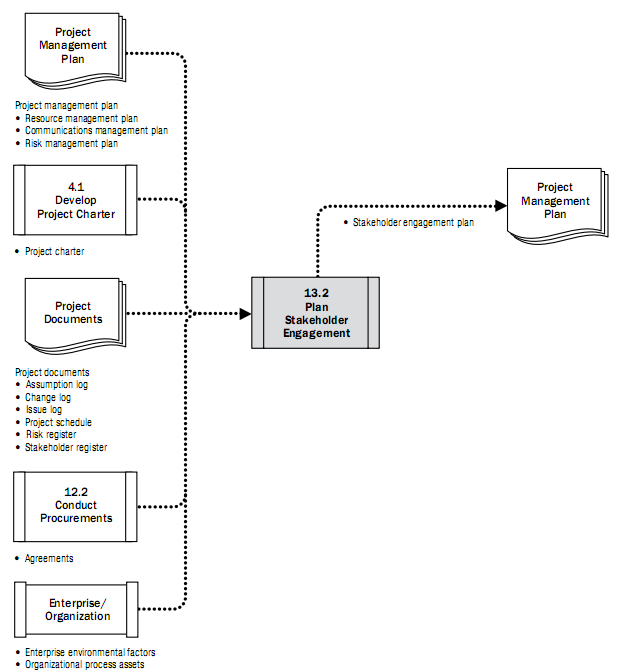 Project
Management
Plan
Project management plan
• Resource management plan
• Communications management plan
• Risk management plan
4.1
Develop
Project Charter
• Project charter
Project
Documents
Project documents
• Assumption log
• Change log
• Issue log
• Project schedule
• Risk register
• Stakeholder register
12.2
Conduct
Procurements
• Agreements
Enterprise/
Organization
• Enterprise environmental factors
• Organizational process assets
13.2
Plan
Stakeholder
Engagement
• Stakeholder engagement plan
Project
Management
Plan